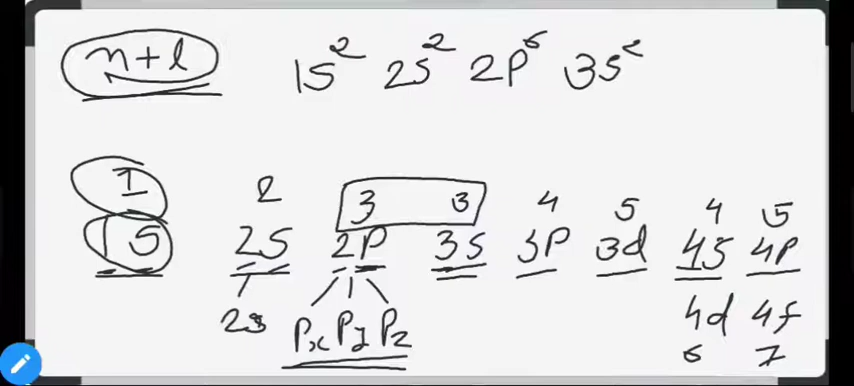 n+l 1s² 2s² 2p⁶ 3s²
1 2 3 3 4 5 4 5
1s 2s 2p 3s 3p 3d 4s 4p
2s Px Py Pz 4d 4f
6 7